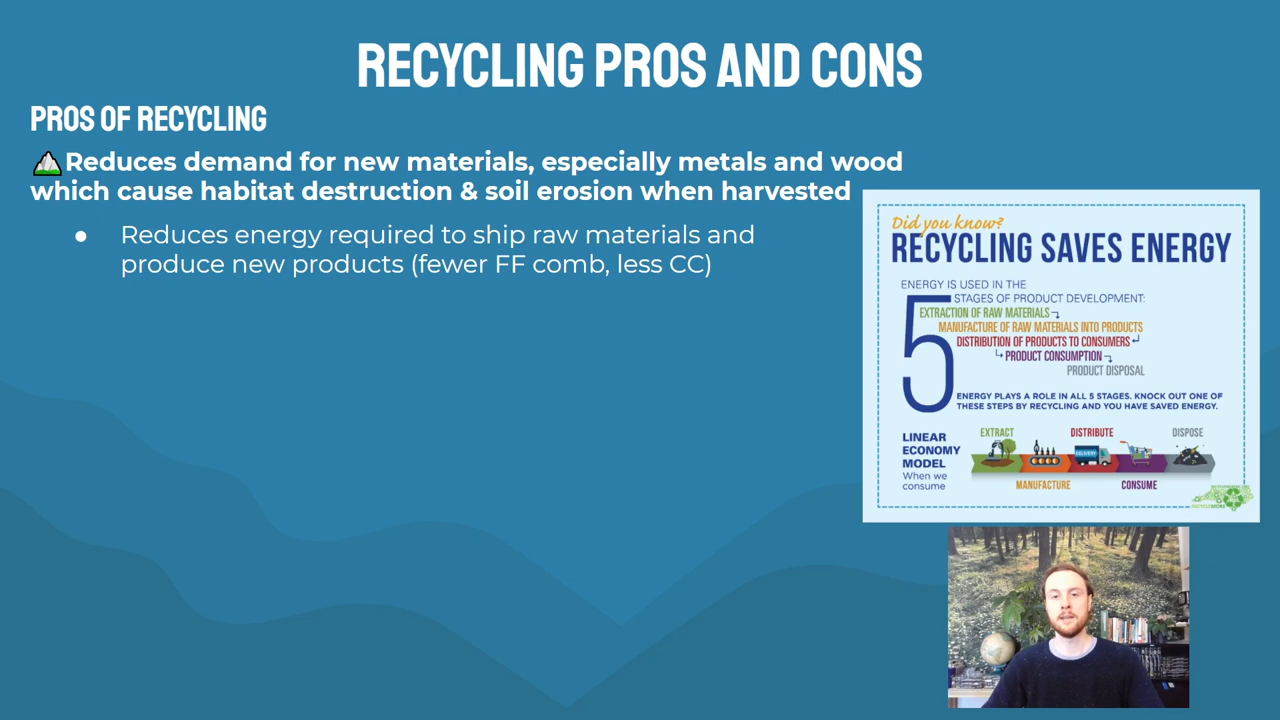 RECYCLING PROS AND CONS
PROS OF RECYCLING
Reduces demand for new materials, especially metals and wood
which cause habitat destruction & soil erosion when harvested
● Reduces energy required to ship raw materials and
produce new products (fewer FF comb, less CC)
Did you know?
RECYCLING SAVES ENERGY
ENERGY IS USED IN THE
5 STAGES OF PRODUCT DEVELOPMENT:
EXTRACTION OF RAW MATERIALS
MANUFACTURE OF RAW MATERIALS INTO PRODUCTS
DISTRIBUTION OF PRODUCTS TO CONSUMERS
PRODUCT CONSUMPTION
PRODUCT DISPOSAL
ENERGY PLAYS A ROLE IN ALL 5 STAGES. KNOCK OUT ONE OF
THESE STEPS BY RECYCLING AND YOU HAVE SAVED ENERGY.
LINEAR
ECONOMY
MODEL
When we
consume
EXTRACT
MANUFACTURE
DISTRIBUTE
DELIVERY
CONSUME
DISPOSE